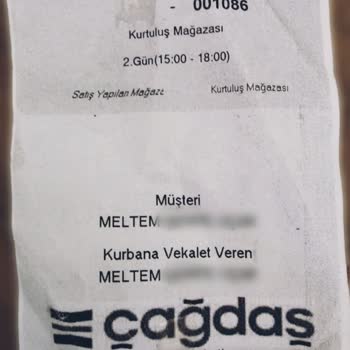 - 001086
Kurtuluş Mağazası
2.Gün(15:00 - 18:00)
Satış Yapılan Mağaza Kurtuluş Mağazası
Müşteri
MELTEM
Kurbana Vekalet Veren
MELTEM
çağdaş